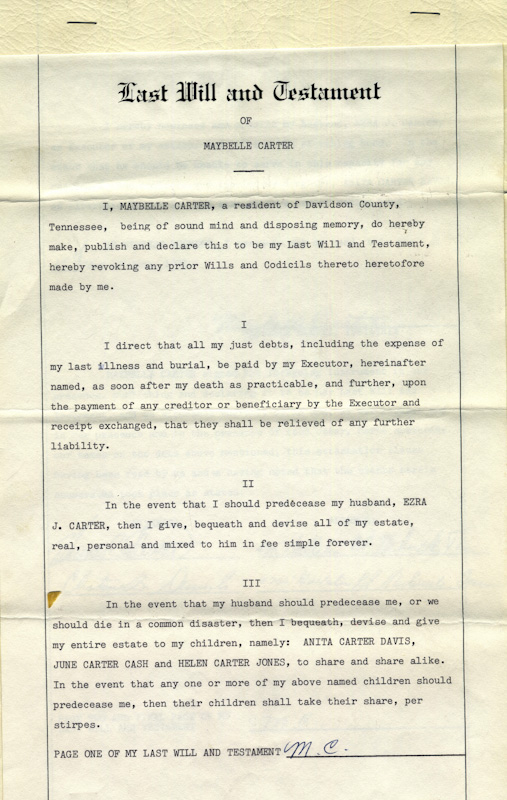 Last Will and Testament
OF
MAYBELLE CARTER
I, MAYBELLE CARTER, a resident of Davidson County,
Tennessee, being of sound mind and disposing memory, do hereby
make, publish and declare this to be my Last Will and Testament,
hereby revoking any prior Wills and Codicils thereto heretofore
made by me.
I
I direct that all my just debts, including the expense of
my last illness and burial, be paid by my Executor, hereinafter
named, as soon after my death as practicable, and further, upon
the payment of any creditor or beneficiary by the Executor and
receipt exchanged, that they shall be relieved of any further
liability.
II
In the event that I should predecease my husband, EZRA
J. CARTER, then I give, bequeath and devise all of my estate,
real, personal and mixed to him in fee simple forever.
III
In the event that my husband should predecease me, or we
should die in a common disaster, then I bequeath, devise and give
my entire estate to my children, namely: ANITA CARTER DAVIS,
JUNE CARTER CASH and HELEN CARTER JONES, to share and share alike.
In the event that any one or more of my above named children should
predecease me, then their children shall take their share, per
stirpes.
PAGE ONE OF MY LAST WILL AND TESTAMENT M. C.